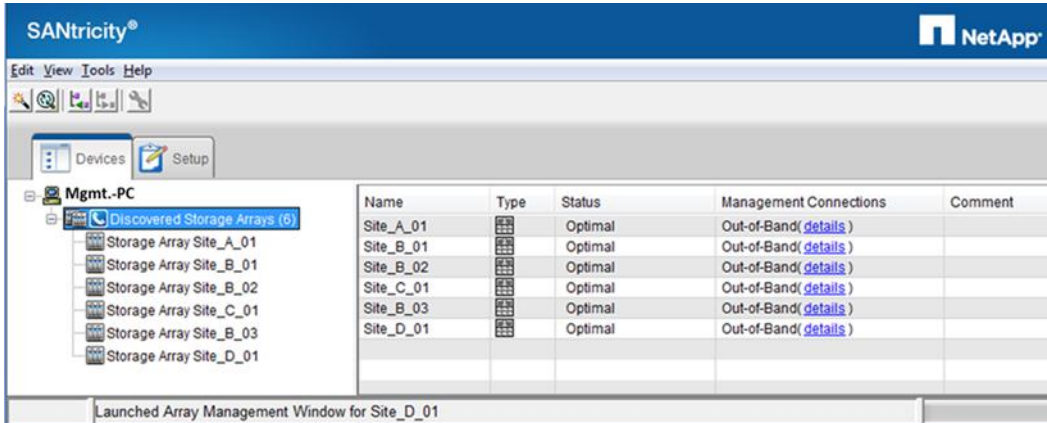 SANtricity®
NetApp®
Edit View Tools Help
Devices Setup
Mgmt.-PC
Discovered Storage Arrays (6)
Storage Array Site_A_01
Storage Array Site_B_01
Storage Array Site_B_02
Storage Array Site_C_01
Storage Array Site_B_03
Storage Array Site_D_01
Name Type Status Management Connections Comment
Site_A_01 Optimal Out-of-Band( details )
Site_B_01 Optimal Out-of-Band( details )
Site_B_02 Optimal Out-of-Band( details )
Site_C_01 Optimal Out-of-Band( details )
Site_B_03 Optimal Out-of-Band( details )
Site_D_01 Optimal Out-of-Band( details )
Launched Array Management Window for Site_D_01